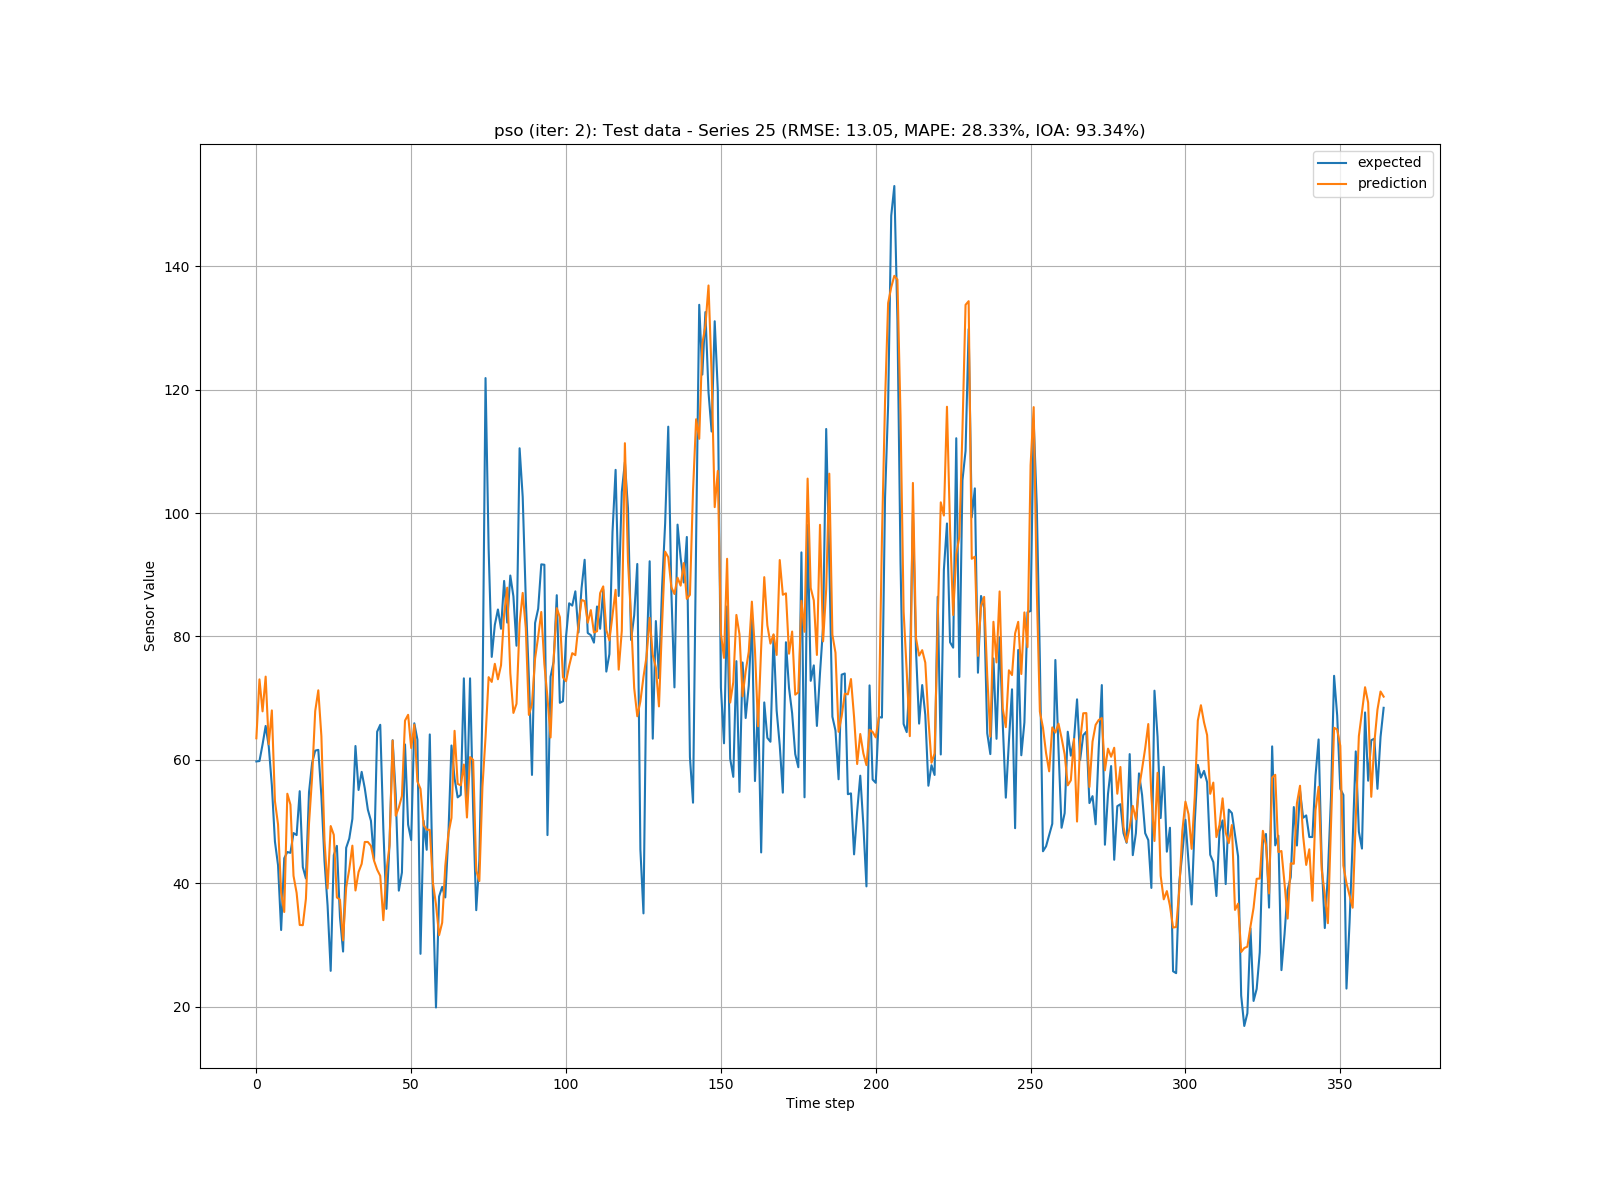 pso (iter: 2): Test data - Series 25 (RMSE: 13.05, MAPE: 28.33%, IOA: 93.34%)
expected
prediction
140
120
100
80
60
40
20
Sensor Value
0 50 100 150 200 250 300 350
Time step